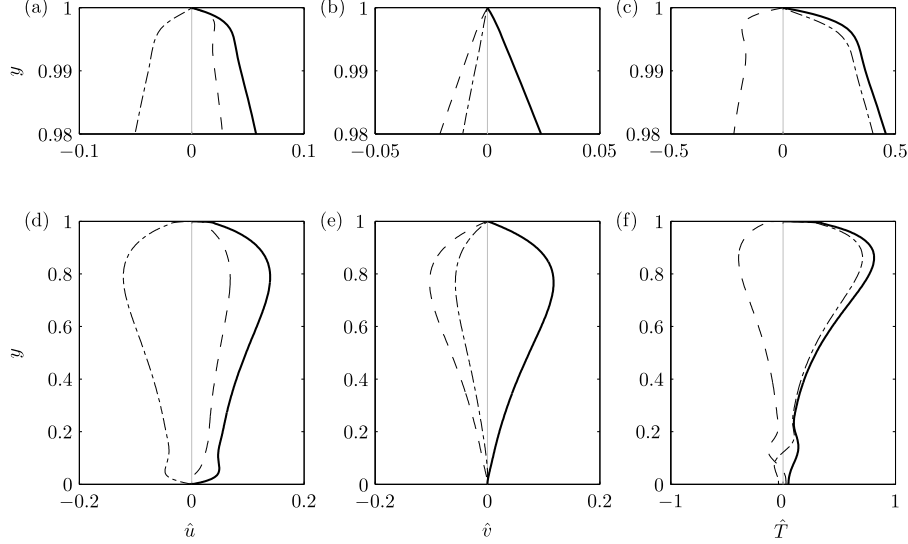 (a) (b) (c)
1 1 1
0.99 0.99 0.99
0.98 0.98 0.98
y
−0.1 0 0.1 −0.05 0 0.05 −0.5 0 0.5
(d) (e) (f)
1 1 1
0.8 0.8 0.8
0.6 0.6 0.6
0.4 0.4 0.4
0.2 0.2 0.2
0 0 0
y
−0.2 0 0.2 −0.2 0 0.2 −1 0 1
û v̂ T̂